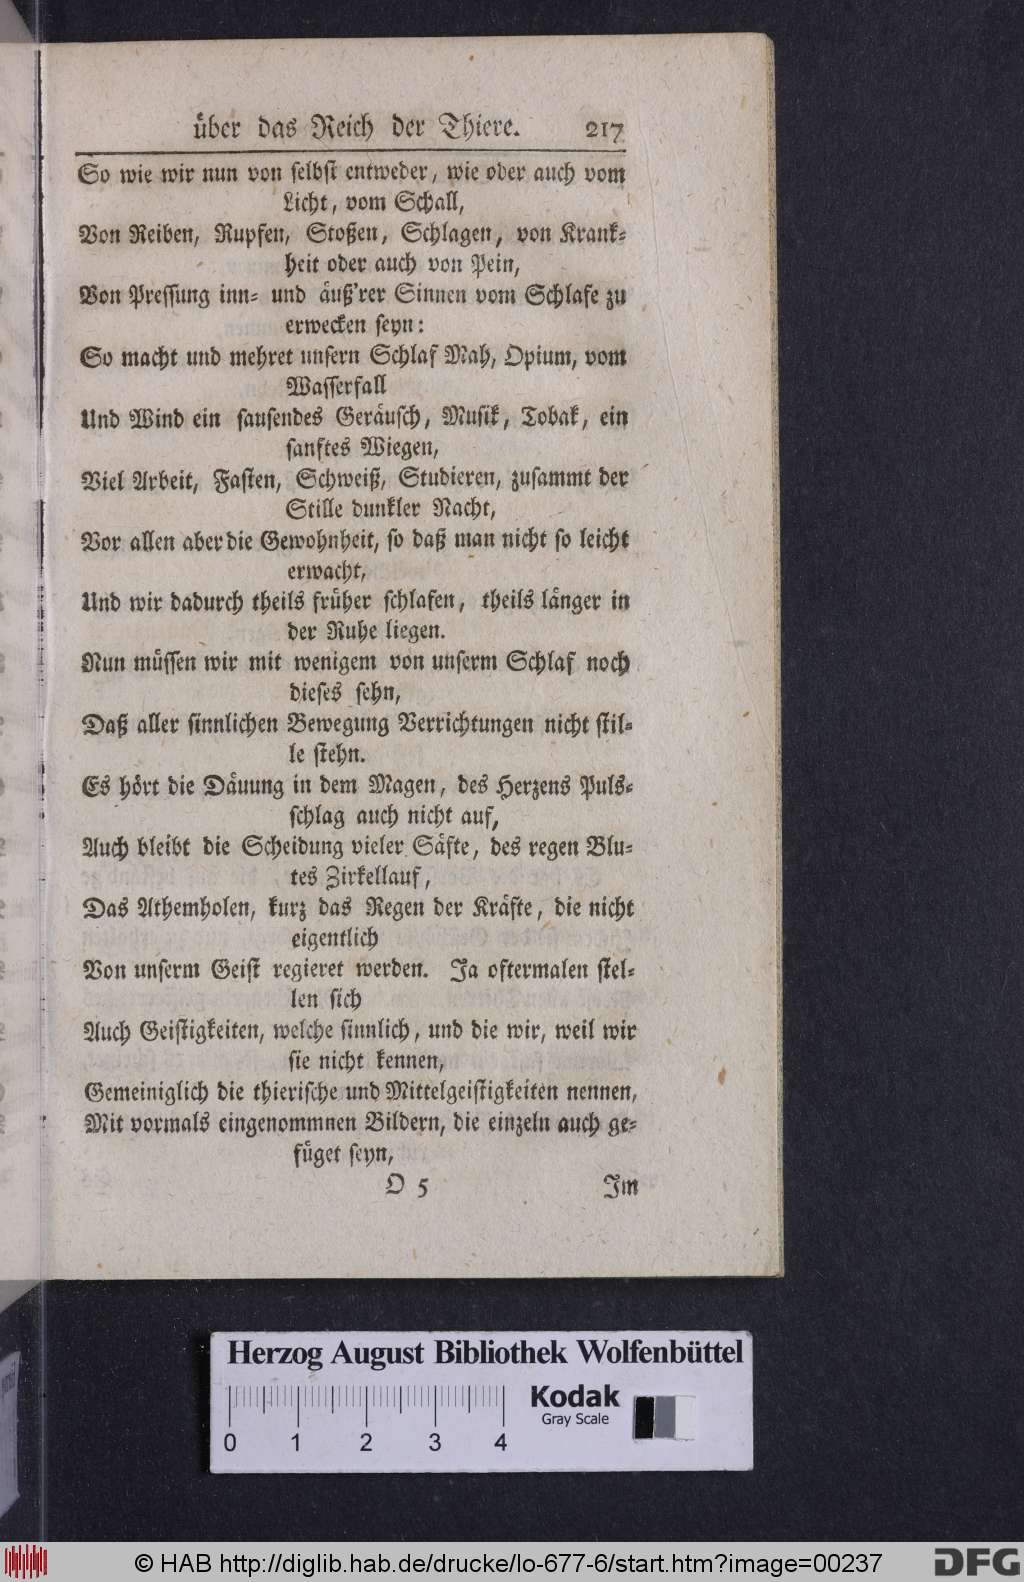 über das Reich der Thiere. 217
So wie wir nun von selbst entweder, wie oder auch vom
Licht, vom Schall,
Von Reiben, Rupfen, Stoßen, Schlagen, von Krank-
heit oder auch von Pein,
Von Pressung inn- und äuß'rer Sinnen vom Schlafe zu
erwecken seyn:
So macht und mehret unsern Schlaf Mah, Opium, vom
Wasserfall
Und Wind ein sausendes Geräusch, Musik, Tobak, ein
sanftes Wiegen,
Viel Arbeit, Fasten, Schweiß, Studieren, zusammt der
Stille dunkler Nacht,
Vor allen aber die Gewohnheit, so daß man nicht so leicht
erwacht,
Und wir dadurch theils früher schlafen, theils länger in
der Ruhe liegen.
Nun müssen wir mit wenigem von unserm Schlaf noch
dieses sehn,
Daß aller sinnlichen Bewegung Verrichtungen nicht stil-
le stehn.
Es hört die Däuung in dem Magen, des Herzens Puls-
schlag auch nicht auf,
Auch bleibt die Scheidung vieler Säfte, des regen Blu-
tes Zirkellauf,
Das Athemholen, kurz das Regen der Kräfte, die nicht
eigentlich
Von unserm Geist regieret werden. Ja oftermalen stel-
len sich
Auch Geistigkeiten, welche sinnlich, und die wir, weil wir
sie nicht kennen,
Gemeiniglich die thierische und Mittelgeistigkeiten nennen,
Mit vormals eingenommnen Bildern, die einzeln auch ge-
füget seyn,
O 5 Im
Herzog August Bibliothek Wolfenbüttel
Kodak
Gray Scale
0 1 2 3 4
© HAB http://diglib.hab.de/drucke/lo-677-6/start.htm?image=00237
DFG